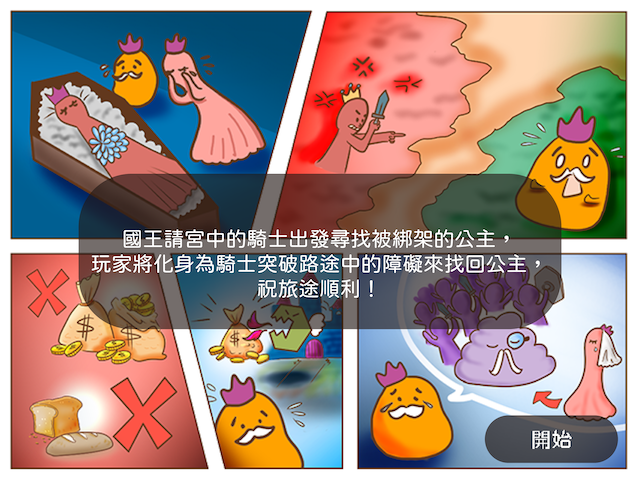 國王請宮中的騎士出發尋找被綁架的公主，
玩家將化身為騎士突破路途中的障礙來找回公主，
祝旅途順利！
$
$
開始